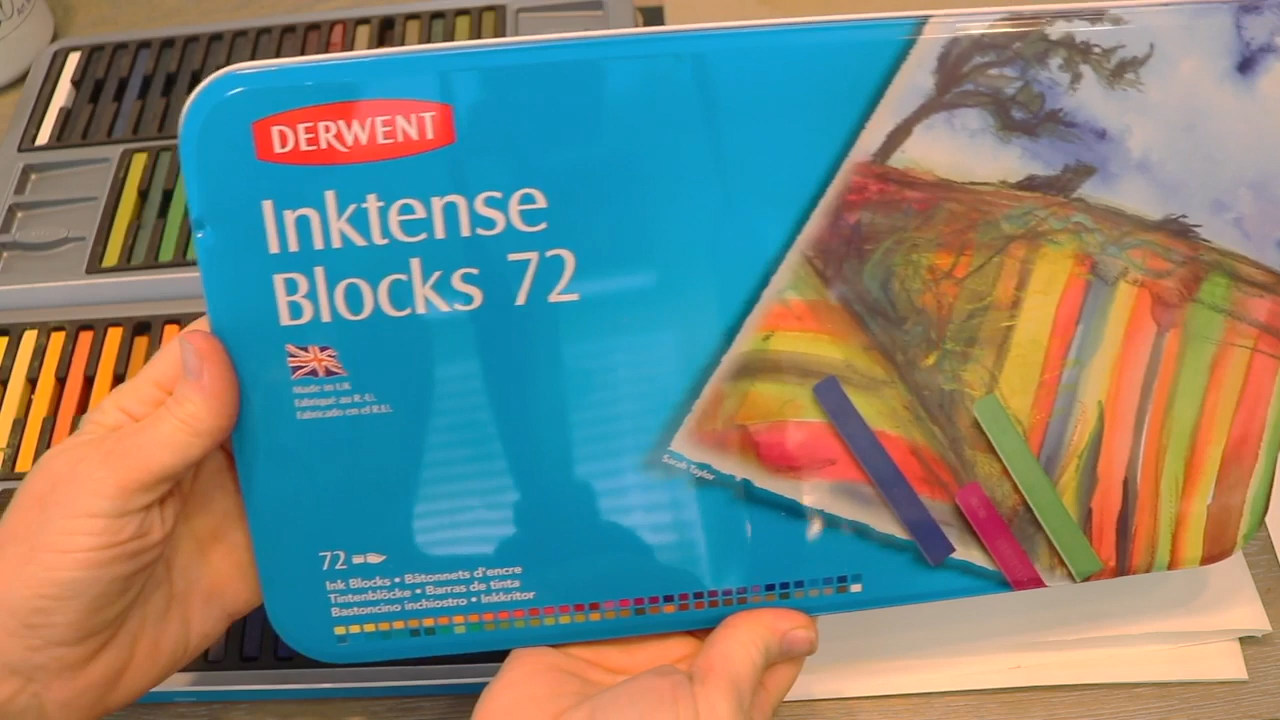 DERWENT
Inktense
Blocks 72
Made in UK
Fabriqué au R.-U.
Fabricado en el R.U.
Sarah Taylor
72
Ink Blocks • Bâtonnets d'encre
Tintenblöcke • Barras de tinta
Bastoncino inchiostro • Inkkritor